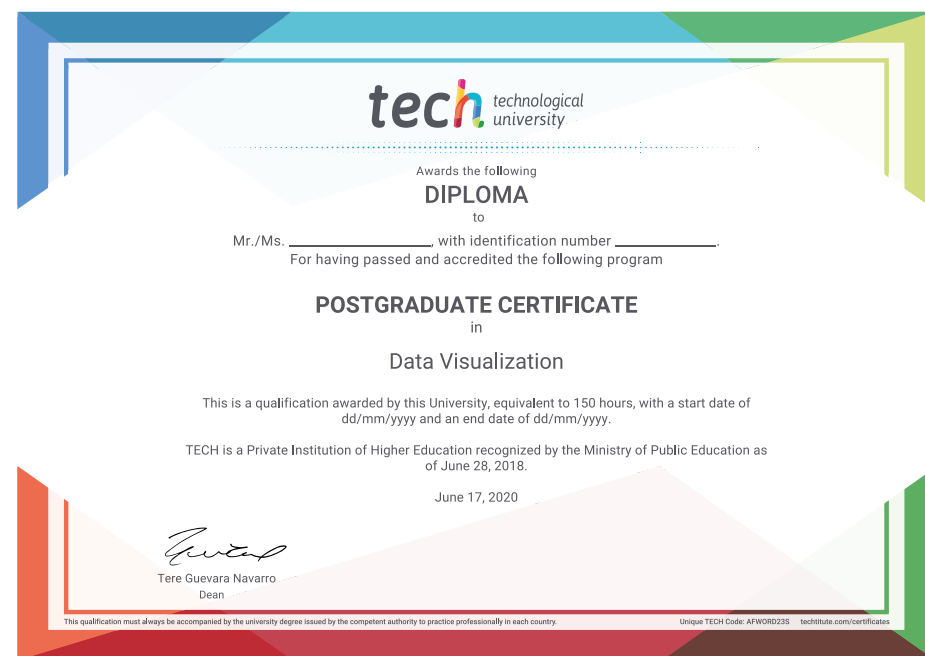 tech technological
university
Awards the following
DIPLOMA
to
Mr./Ms. ____________, with identification number ____________.
For having passed and accredited the following program
POSTGRADUATE CERTIFICATE
in
Data Visualization
This is a qualification awarded by this University, equivalent to 150 hours, with a start date of
dd/mm/yyyy and an end date of dd/mm/yyyy.
TECH is a Private Institution of Higher Education recognized by the Ministry of Public Education as
of June 28, 2018.
June 17, 2020
Tere Guevara Navarro
Dean
This qualification must always be accompanied by the university degree issued by the competent authority to practice professionally in each country.
Unique TECH Code: AFWORD23S techtitute.com/certificates